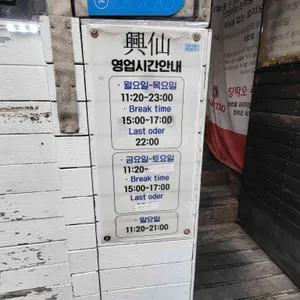 興仙
영업시간안내
· 월요일-목요일
11:20~23:00
· Break time
15:00~17:00
Last oder
22:00
· 금요일-토요일
11:20~
· Break time
15:00~17:00
Last oder
· 일요일
11:20~21:00